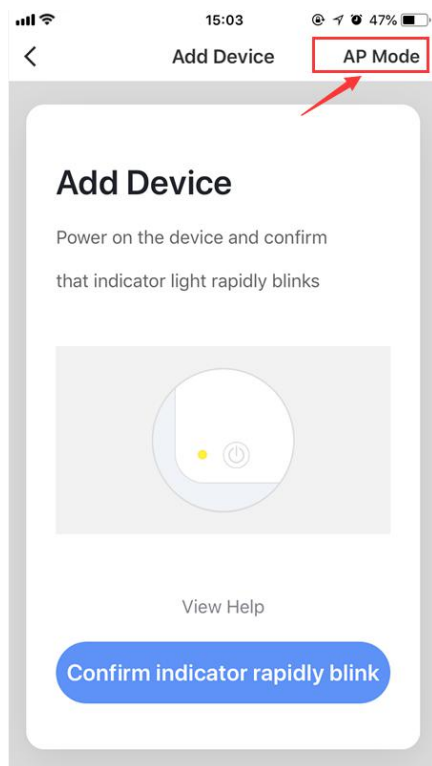 15:03
47%
Add Device
AP Mode
Add Device
Power on the device and confirm
that indicator light rapidly blinks
View Help
Confirm indicator rapidly blink